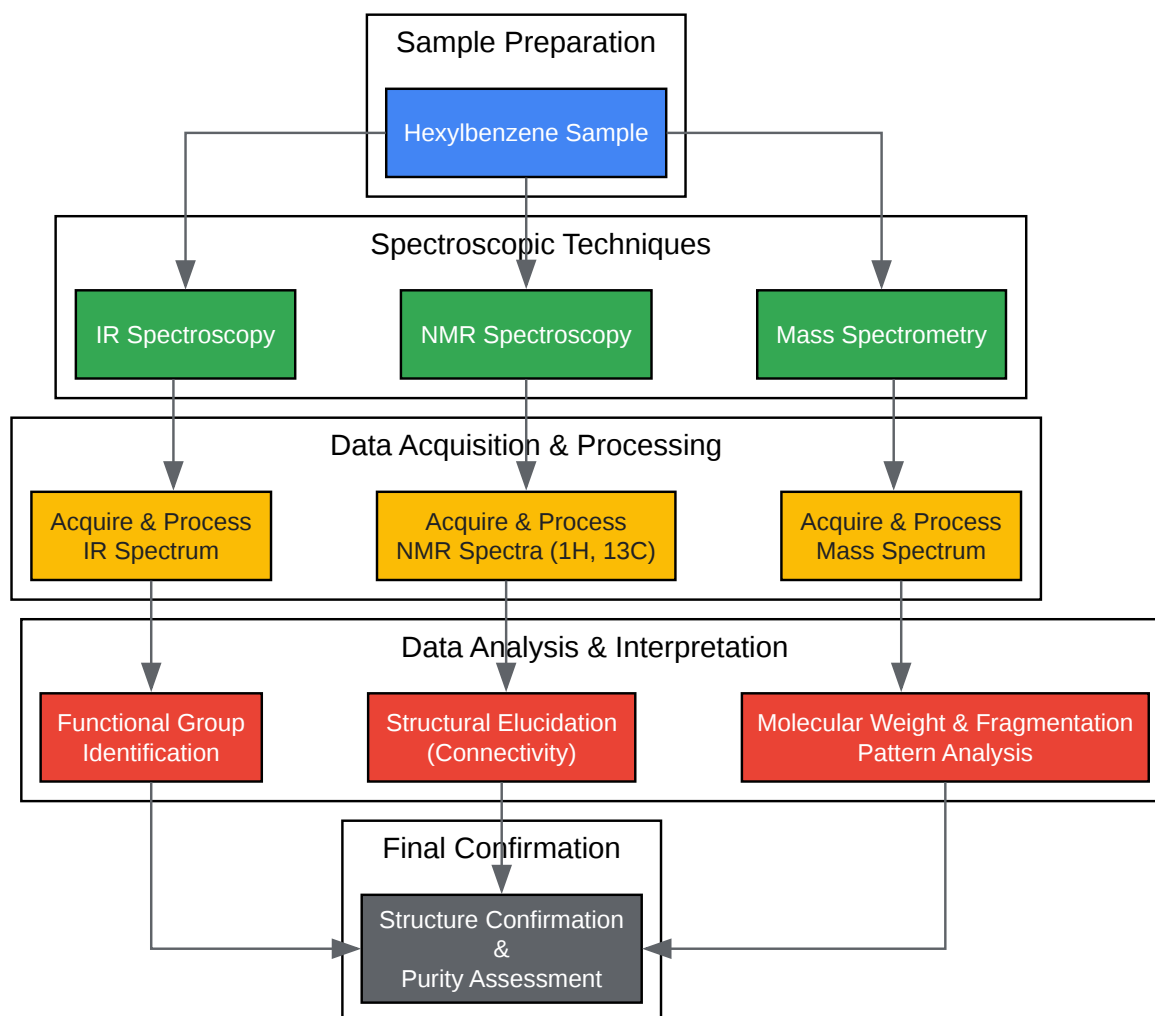 Sample Preparation
Hexylbenzene Sample
Spectroscopic Techniques
IR Spectroscopy
NMR Spectroscopy
Mass Spectrometry
Data Acquisition & Processing
Acquire & Process
IR Spectrum
Acquire & Process
NMR Spectra (1H, 13C)
Acquire & Process
Mass Spectrum
Data Analysis & Interpretation
Functional Group
Identification
Structural Elucidation
(Connectivity)
Molecular Weight & Fragmentation
Pattern Analysis
Final Confirmation
Structure Confirmation
&
Purity Assessment